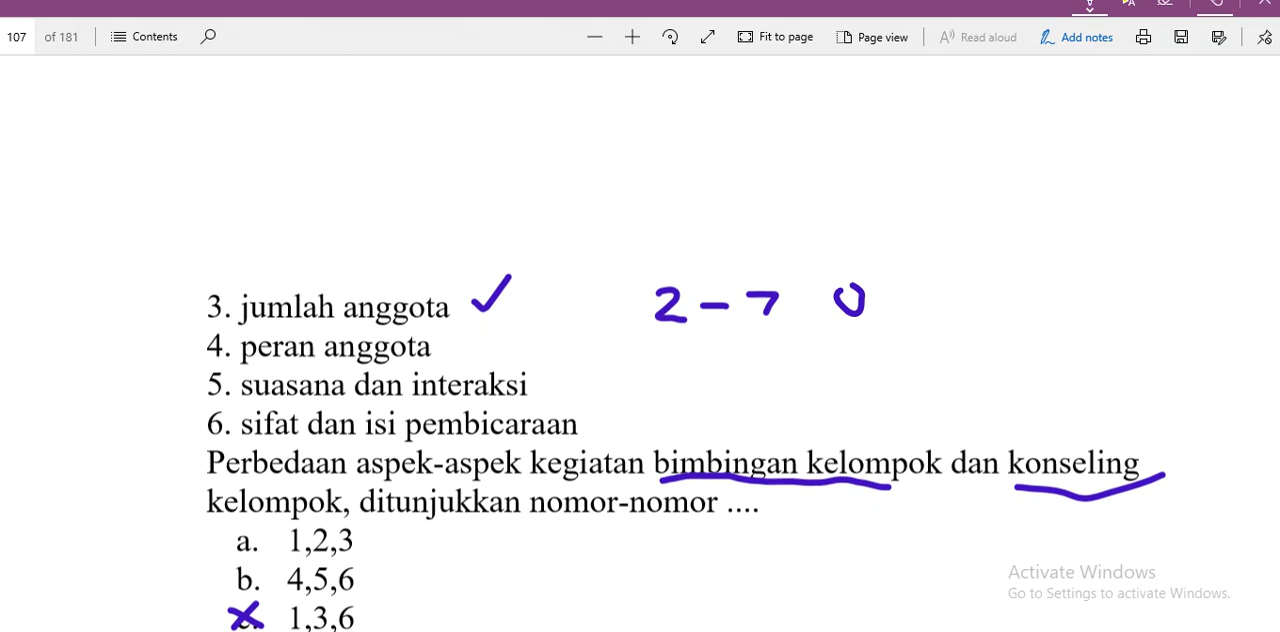 107 of 181 Contents Fit to page Page view Read aloud Add notes
3. jumlah anggota 2 - 7 0
4. peran anggota
5. suasana dan interaksi
6. sifat dan isi pembicaraan
Perbedaan aspek-aspek kegiatan bimbingan kelompok dan konseling
kelompok, ditunjukkan nomor-nomor ....
a. 1,2,3
Activate Windows
b. 4,5,6
Go to Settings to activate Windows.
1,3,6